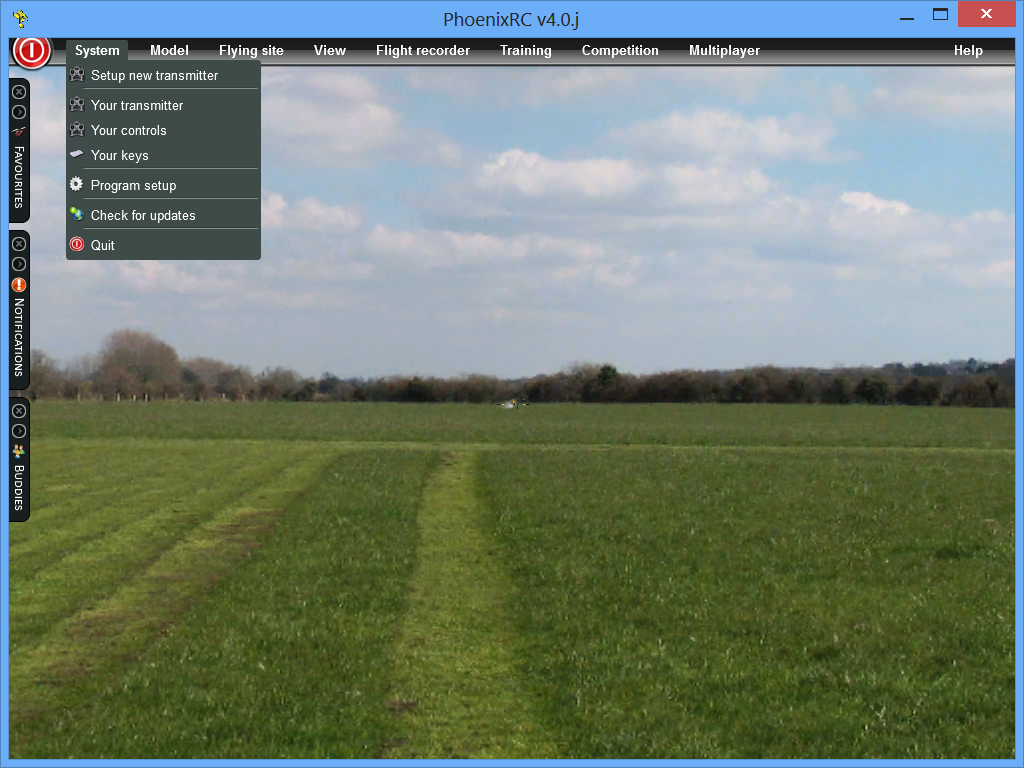 PhoenixRC v4.0.j
System Model Flying site View Flight recorder Training Competition Multiplayer Help
Setup new transmitter
Your transmitter
Your controls
Your keys
Program setup
Check for updates
Quit
FAVOURITES
NOTIFICATIONS
BUDDIES